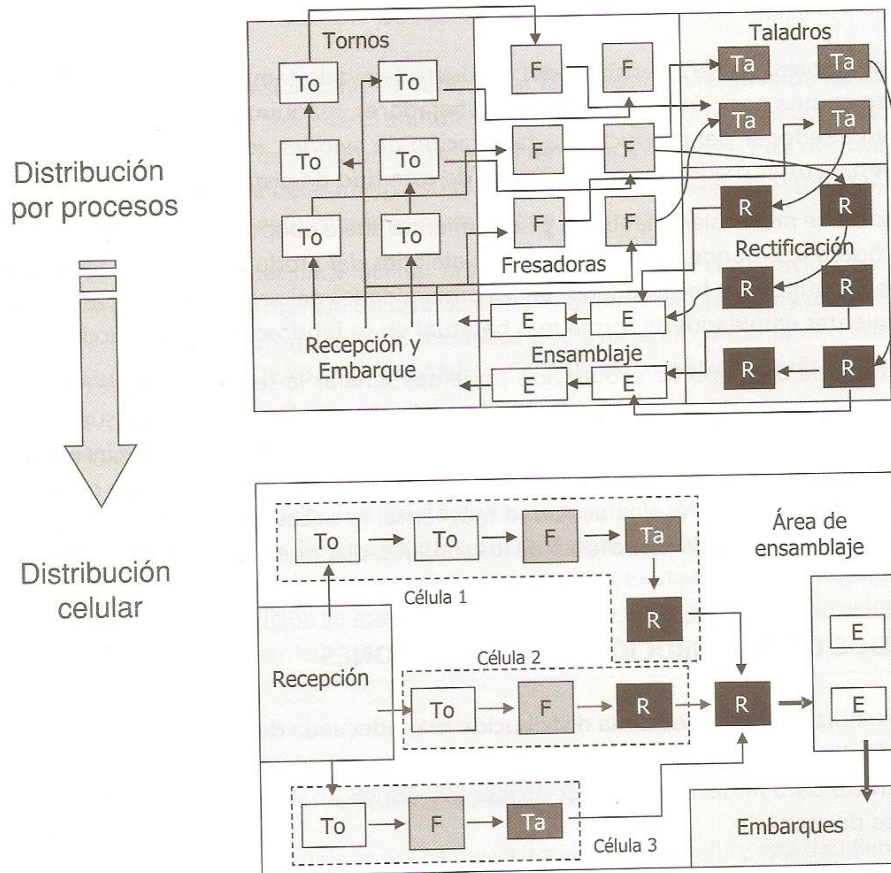 Distribución
por procesos
Distribución
celular
Tornos
Taladros
To
To
To
To
To
To
F
F
F
F
F
F
Fresadoras
Ta
Ta
Ta
Ta
R
R
Rectificación
R
R
R
R
Recepción y
Embarque
Ensamblaje
E
E
E
E
To
To
F
Ta
R
Célula 1
Área de
ensamblaje
E
E
Recepción
Célula 2
To
F
R
R
ONES
To
F
Ta
Célula 3
Embarques